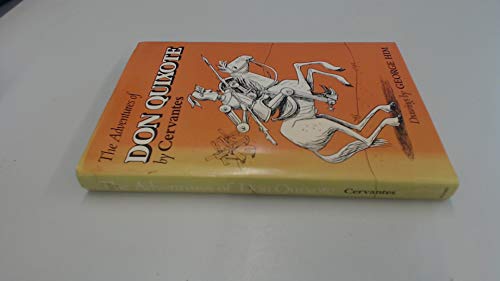 The Adventures of
DON QUIXOTE
by Cervantes
Drawings by GEORGE HIM
The Adventures of Don Quixote Cervantes